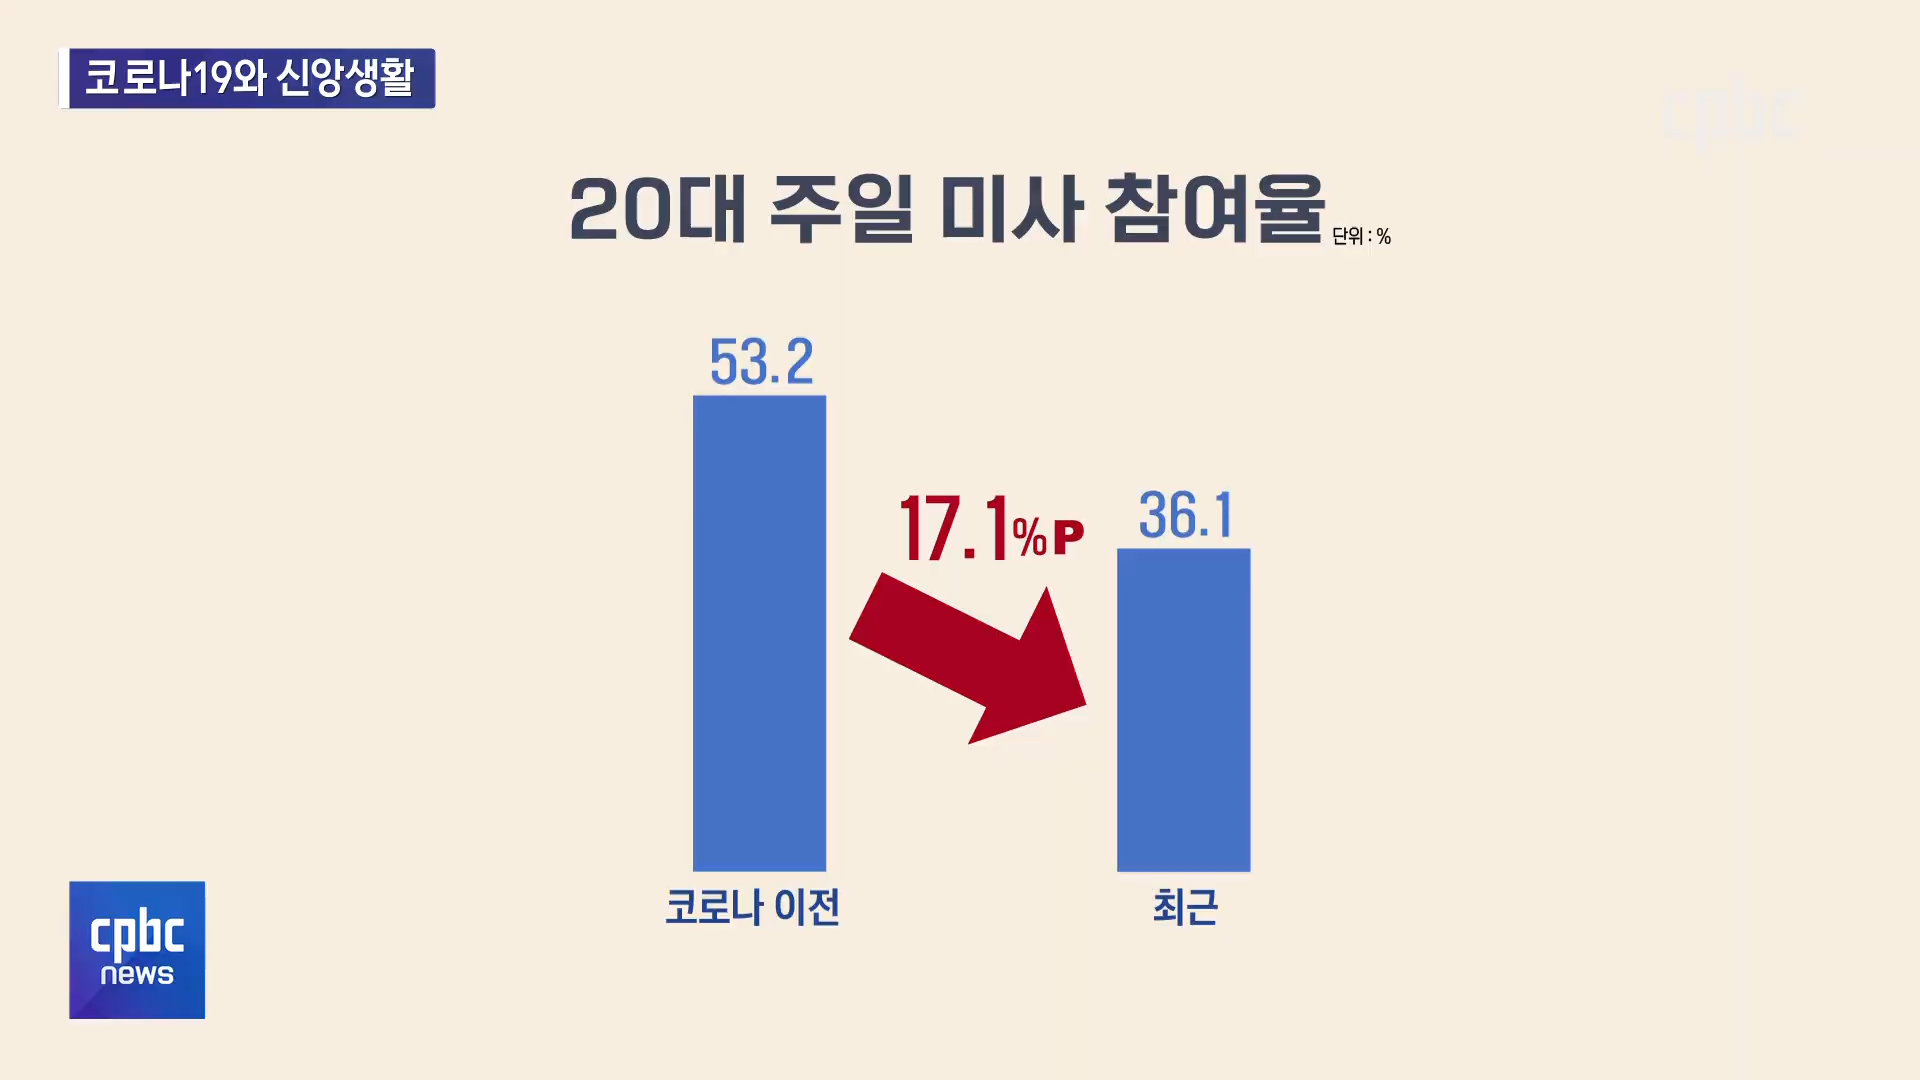 코로나19와 신앙생활
cpbc
20대 주일 미사 참여율 단위 : %
53.2
17.1%P
36.1
코로나 이전
최근
cpbc
news